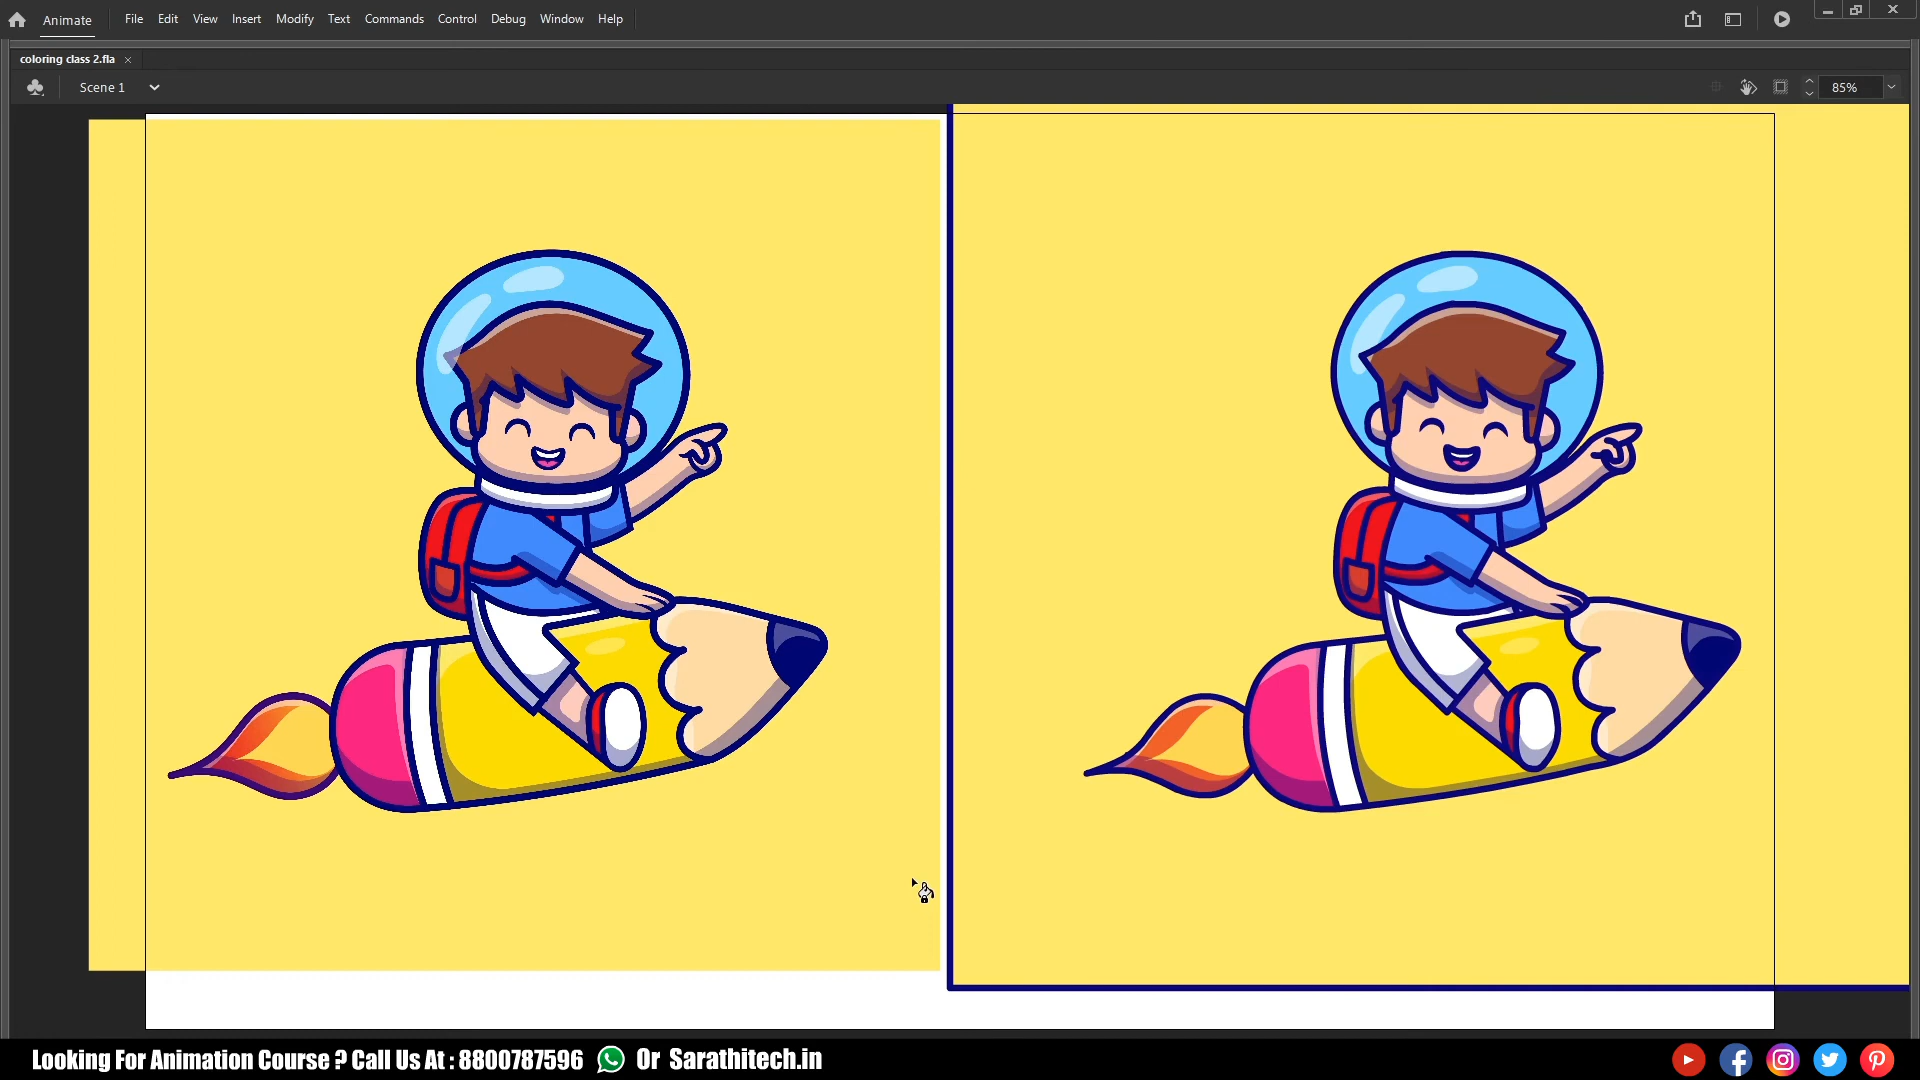 Animate File Edit View Insert Modify Text Commands Control Debug Window Help
coloring class 2.fla
Scene 1 85%
Looking For Animation Course ? Call Us At : 8800787596 Or Sarathitech.in